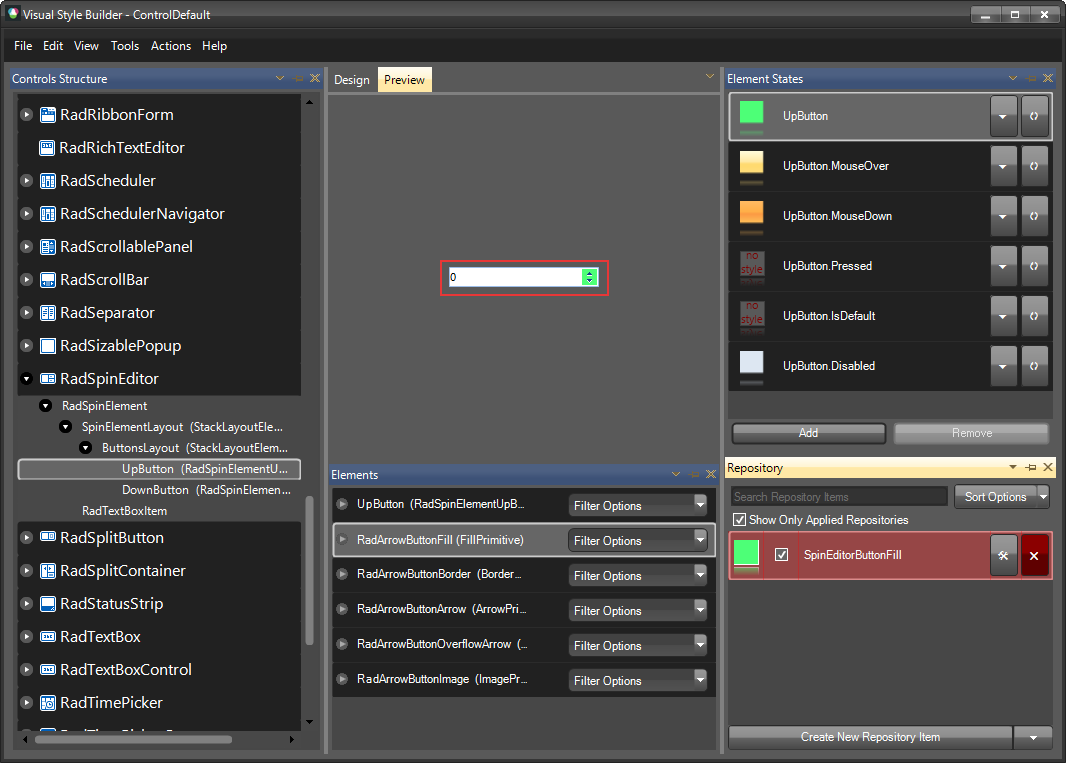 Visual Style Builder - ControlDefault
File Edit View Tools Actions Help
Controls Structure
RadRibbonForm
RadRichTextEditor
RadScheduler
RadSchedulerNavigator
RadScrollablePanel
RadScrollBar
RadSeparator
RadSizablePopup
RadSpinEditor
RadSpinElement
SpinElementLayout (StackLayoutEle...
ButtonsLayout (StackLayoutElem...
UpButton (RadSpinElementU...
DownButton (RadSpinElemen...
RadTextBoxItem
RadSplitButton
RadSplitContainer
RadStatusStrip
RadTextBox
RadTextBoxControl
RadTimePicker
Design Preview
0
Elements
UpButton (RadSpinElementUpB... Filter Options
RadArrowButtonFill (FillPrimitive) Filter Options
RadArrowButtonBorder (Border... Filter Options
RadArrowButtonArrow (ArrowPri... Filter Options
RadArrowButtonOverflowArrow (... Filter Options
RadArrowButtonImage (ImagePr... Filter Options
Element States
UpButton
UpButton.MouseOver
UpButton.MouseDown
no style UpButton.Pressed
no style UpButton.IsDefault
UpButton.Disabled
Add Remove
Repository
Search Repository Items Sort Options
Show Only Applied Repositories
SpinEditorButtonFill
Create New Repository Item